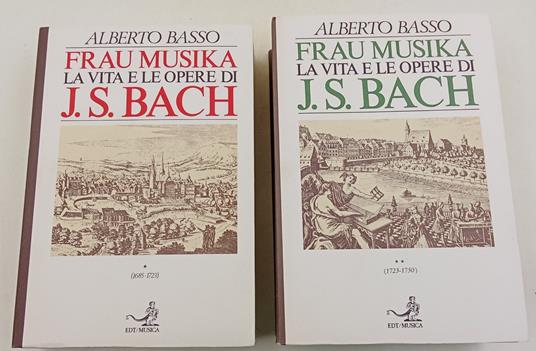 ALBERTO BASSO
FRAU MUSIKA
LA VITA E LE OPERE DI
J. S. BACH
*
(1685-1723)
EDT/MUSICA
ALBERTO BASSO
FRAU MUSIKA
LA VITA E LE OPERE DI
J. S. BACH
**
(1723-1750)
EDT/MUSICA